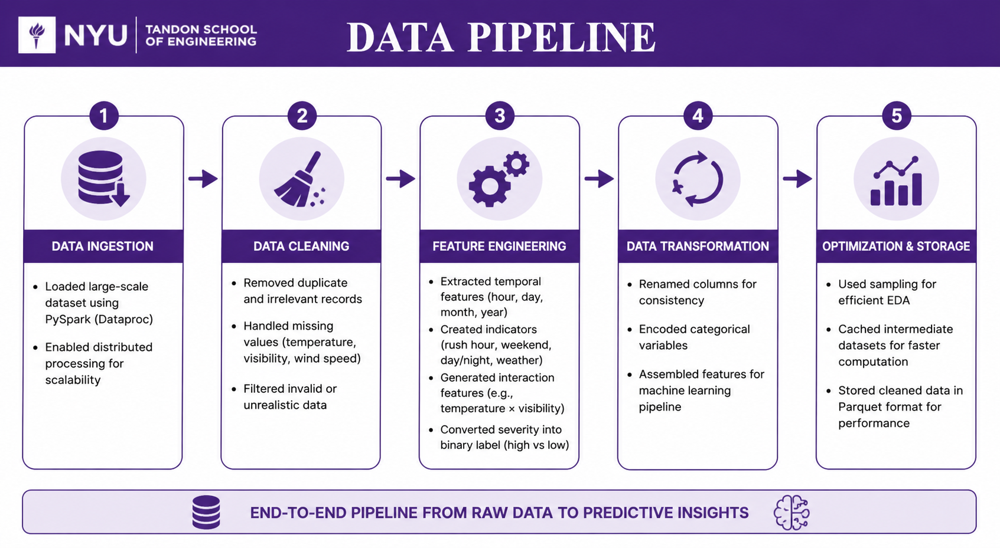 NYU
TANDON SCHOOL
OF ENGINEERING
DATA PIPELINE
1
DATA INGESTION
• Loaded large-scale
dataset using
PySpark (Dataproc)
• Enabled distributed
processing for
scalability
2
DATA CLEANING
• Removed duplicate
and irrelevant records
• Handled missing
values (temperature,
visibility, wind speed)
• Filtered invalid or
unrealistic data
3
FEATURE ENGINEERING
• Extracted temporal
features (hour, day,
month, year)
• Created indicators
(rush hour, weekend,
day/night, weather)
• Generated interaction
features (e.g.,
temperature × visibility)
• Converted severity into
binary label (high vs low)
4
DATA TRANSFORMATION
• Renamed columns for
consistency
• Encoded categorical
variables
• Assembled features for
machine learning
pipeline
5
OPTIMIZATION & STORAGE
• Used sampling for
efficient EDA
• Cached intermediate
datasets for faster
computation
• Stored cleaned data in
Parquet format for
performance
END-TO-END PIPELINE FROM RAW DATA TO PREDICTIVE INSIGHTS